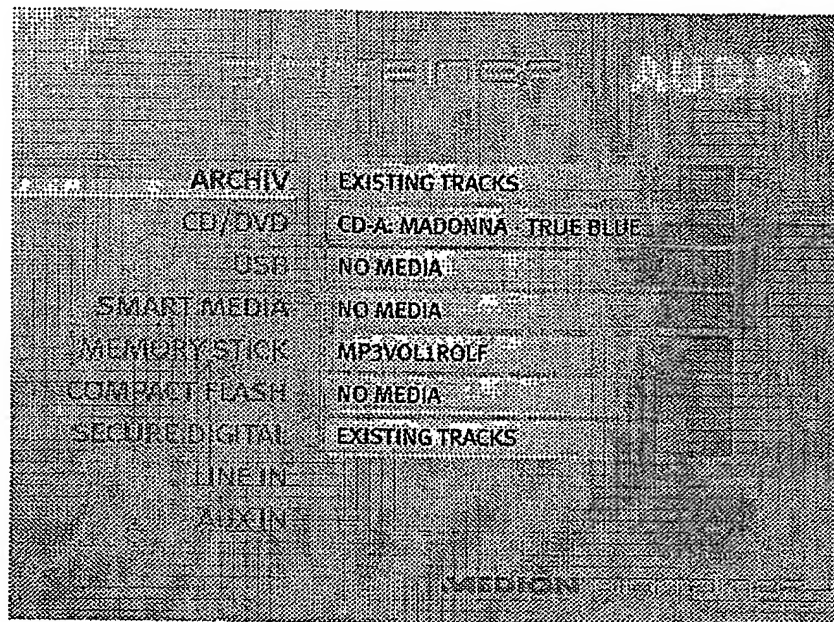 AUDIO
ARCHIV EXISTING TRACKS
CD/DVD CD-A: MADONNA - TRUE BLUE
USB NO MEDIA
SMART MEDIA NO MEDIA
MEMORY STICK MP3VOL1ROLF
COMPACT FLASH NO MEDIA
SECURE DIGITAL EXISTING TRACKS
LINE IN
AUX IN
MEDION